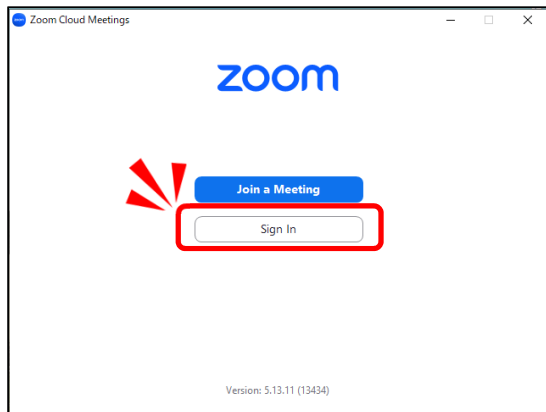 Zoom Cloud Meetings
zoom
Join a Meeting
Sign In
Version: 5.13.11 (13434)